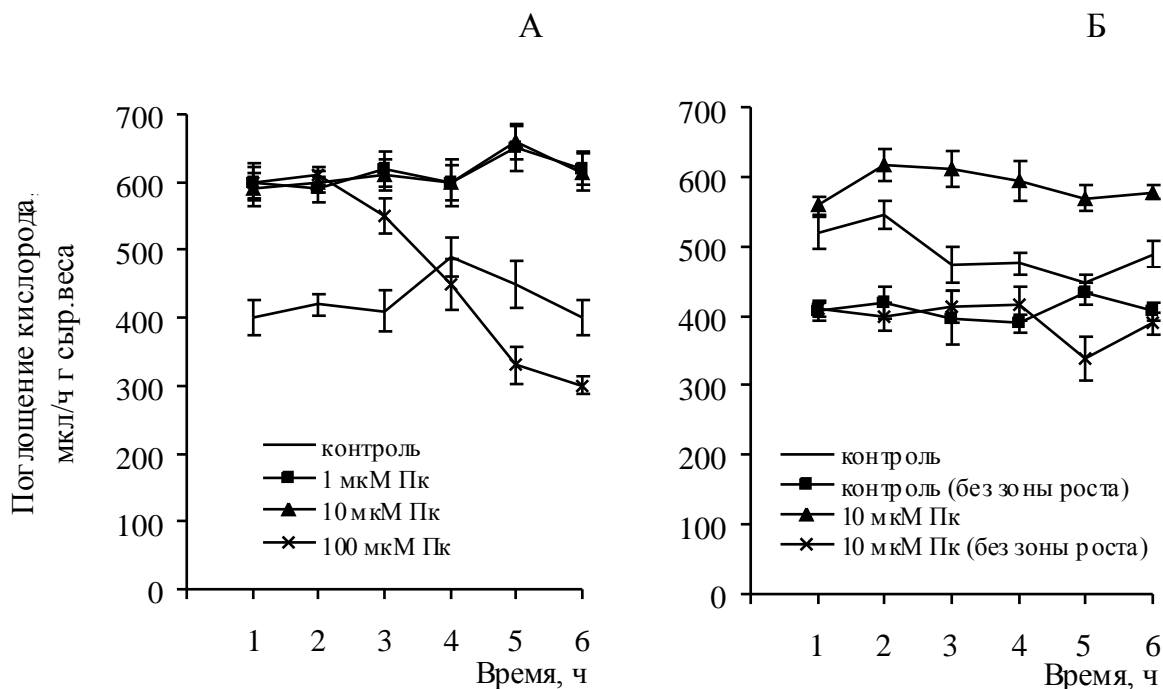 А
Поглощение кислорода,
мкл/ч г сыр.веса
700
600
500
400
300
200
100
0
контроль
1 мкМ Пк
10 мкМ Пк
100 мкМ Пк
1 2 3 4 5 6
Время, ч
Б
700
600
500
400
300
200
100
0
контроль
контроль (без зоны роста)
10 мкМ Пк
10 мкМ Пк (без зоны роста)
1 2 3 4 5 6
Время, ч